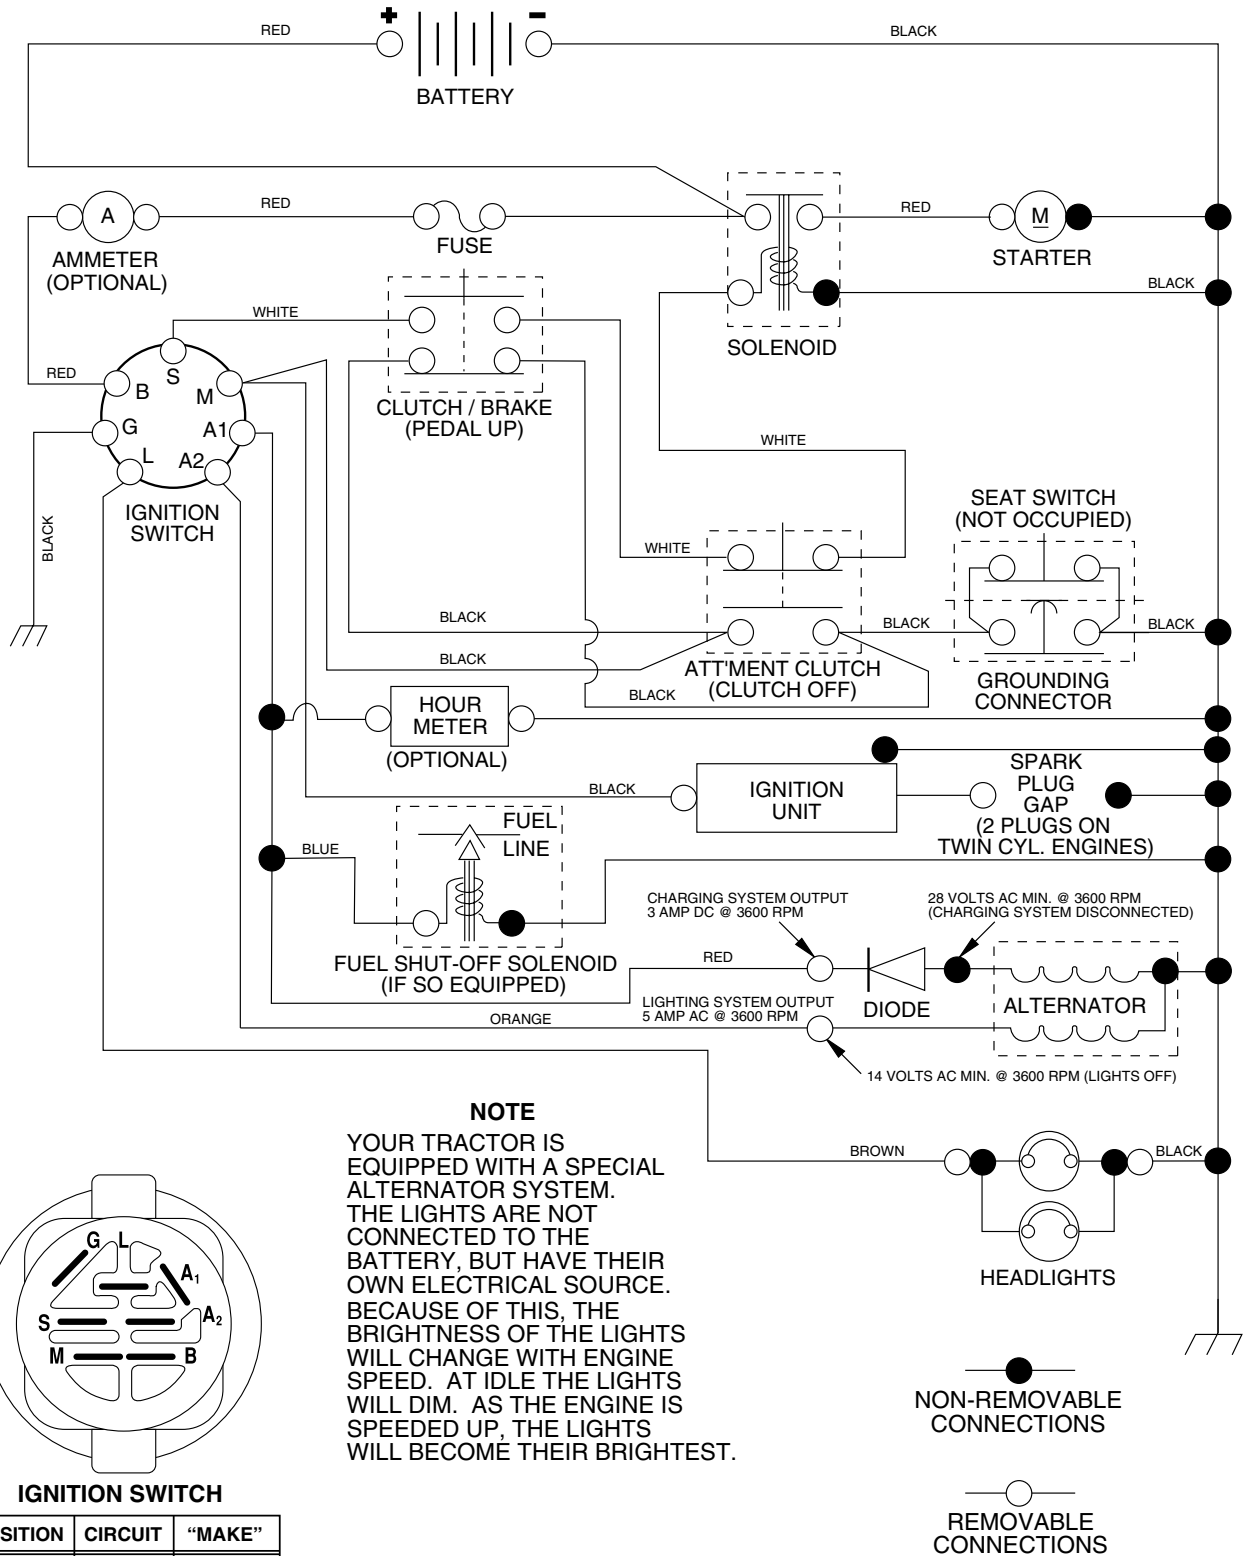 +
-
RED
BLACK
BATTERY
A
RED
AMMETER
(OPTIONAL)
FUSE
SOLENOID
RED
M
STARTER
BLACK
WHITE
RED
S
B
M
G
A1
L
A2
IGNITION
SWITCH
CLUTCH / BRAKE
(PEDAL UP)
WHITE
BLACK
WHITE
SEAT SWITCH
(NOT OCCUPIED)
BLACK
BLACK
BLACK
BLACK
BLACK
ATT'MENT CLUTCH
(CLUTCH OFF)
GROUNDING
CONNECTOR
HOUR
METER
(OPTIONAL)
BLACK
IGNITION
UNIT
SPARK
PLUG
GAP
(2 PLUGS ON
TWIN CYL. ENGINES)
FUEL
LINE
BLUE
FUEL SHUT-OFF SOLENOID
(IF SO EQUIPPED)
CHARGING SYSTEM OUTPUT
3 AMP DC @ 3600 RPM
28 VOLTS AC MIN. @ 3600 RPM
(CHARGING SYSTEM DISCONNECTED)
RED
DIODE
ALTERNATOR
LIGHTING SYSTEM OUTPUT
5 AMP AC @ 3600 RPM
ORANGE
14 VOLTS AC MIN. @ 3600 RPM (LIGHTS OFF)
BROWN
BLACK
HEADLIGHTS
NOTE
YOUR TRACTOR IS
EQUIPPED WITH A SPECIAL
ALTERNATOR SYSTEM.
THE LIGHTS ARE NOT
CONNECTED TO THE
BATTERY, BUT HAVE THEIR
OWN ELECTRICAL SOURCE.
BECAUSE OF THIS, THE
BRIGHTNESS OF THE LIGHTS
WILL CHANGE WITH ENGINE
SPEED. AT IDLE THE LIGHTS
WILL DIM. AS THE ENGINE IS
SPEEDED UP, THE LIGHTS
WILL BECOME THEIR BRIGHTEST.
G L
A1
S A2
M B
IGNITION SWITCH
SITION CIRCUIT “MAKE”
NON-REMOVABLE
CONNECTIONS
REMOVABLE
CONNECTIONS